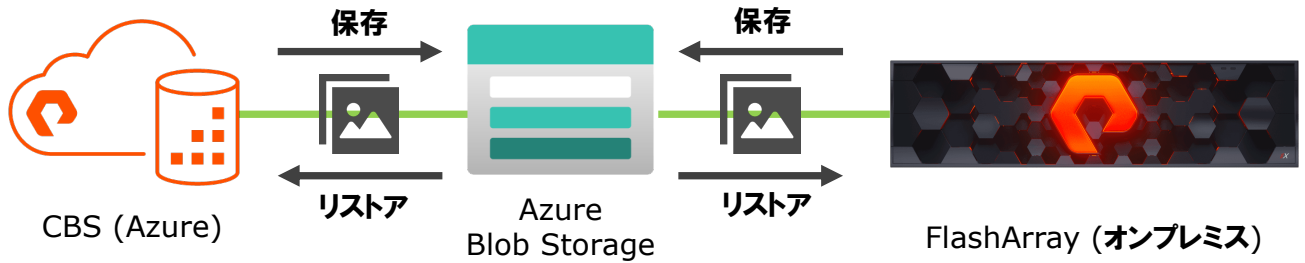 保存
保存
リストア
リストア
CBS (Azure)
Azure
Blob Storage
FlashArray (オンプレミス)
X